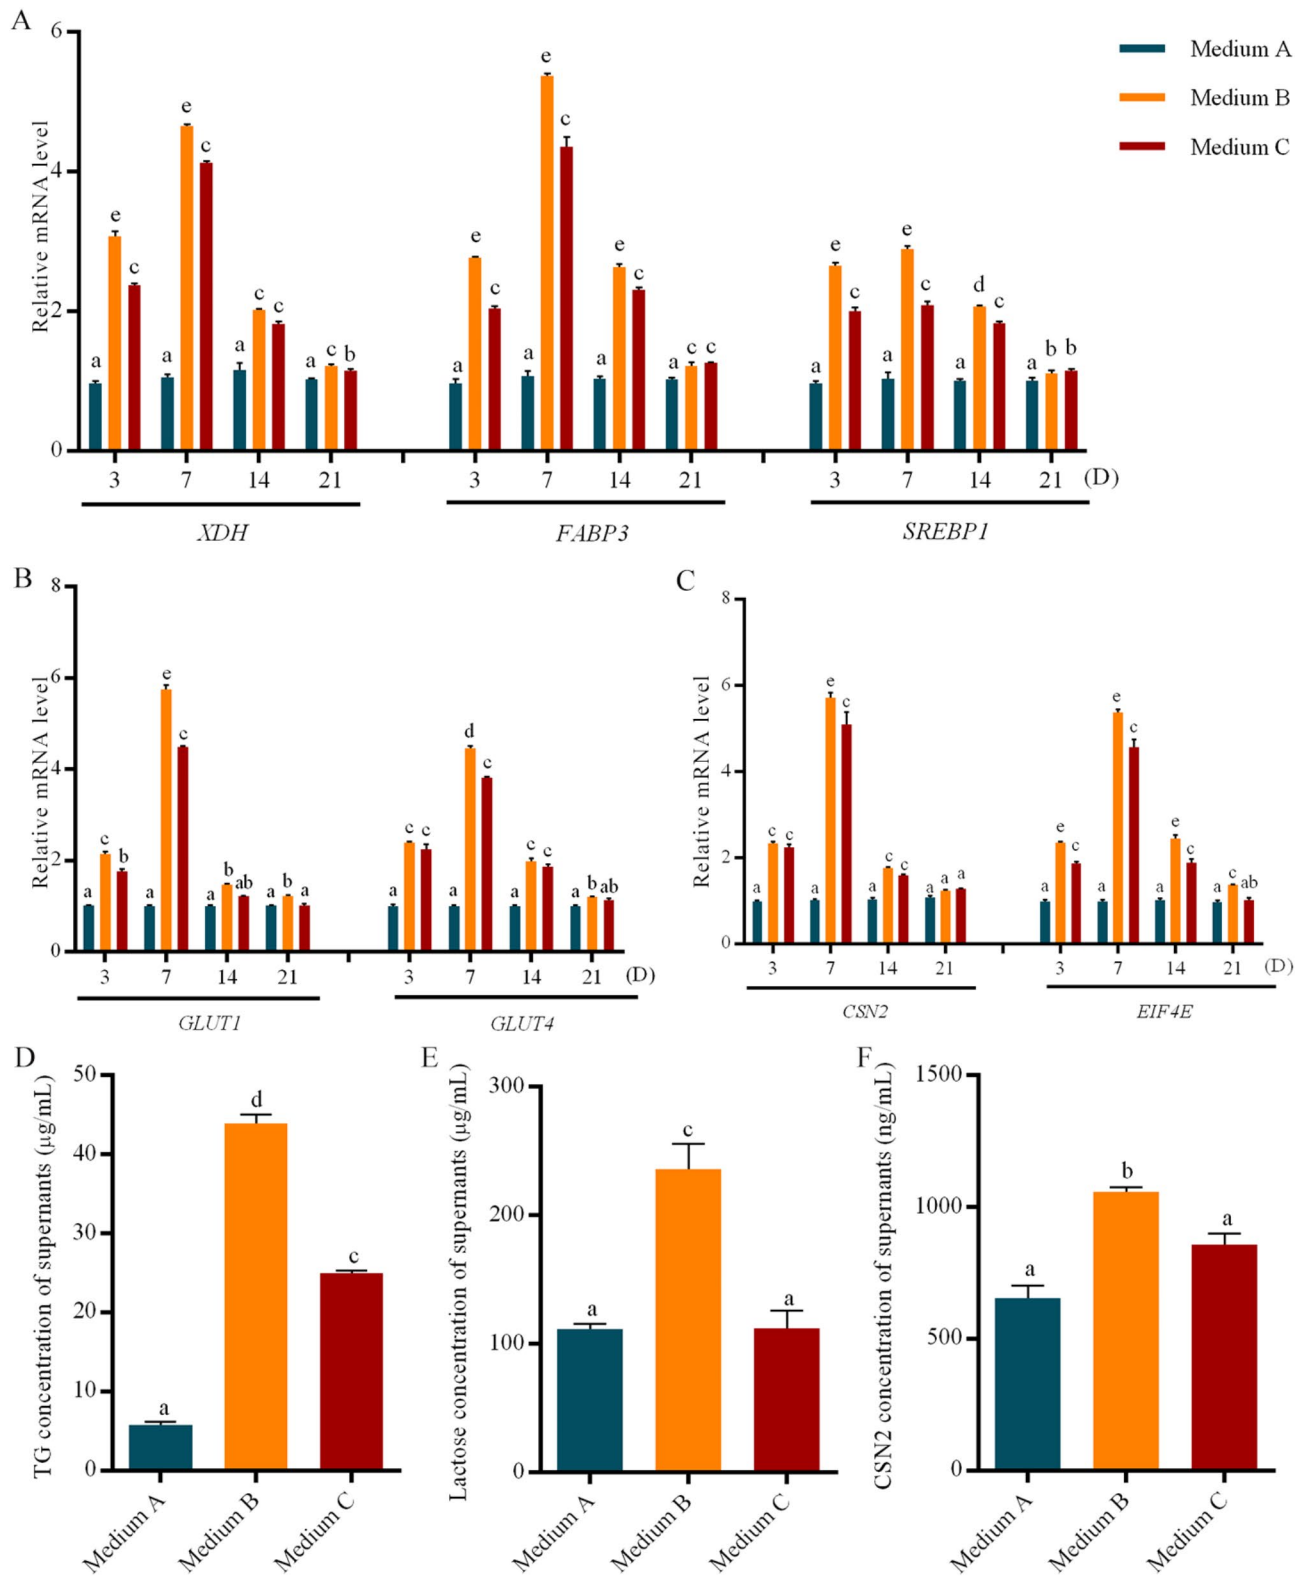 A
6
4
2
0
Relative mRNA level
Medium A
Medium B
Medium C
a e c a e c a c c a c b
a e c a e c a e c a c c
a e c a e c a d c a b b
3 7 14 21 3 7 14 21 3 7 14 21 (D)
XDH FABP3 SREBP1
B
8
6
4
2
0
Relative mRNA level
a c b a e c a b ab a b a
a c c a d c a c c a b ab
3 7 14 21 3 7 14 21 (D)
GLUT1 GLUT4
C
8
6
4
2
0
Relative mRNA level
a c c a e c a c c a a a
a e c a e c a e c a c ab
3 7 14 21 3 7 14 21 (D)
CSN2 EIF4E
D
50
40
30
20
10
0
TG concentration of supernants (μg/mL)
a d c
Medium A Medium B Medium C
E
300
200
100
0
Lactose concentration of supernants (μg/mL)
a c a
Medium A Medium B Medium C
F
1500
1000
500
0
CSN2 concentration of supernants (ng/mL)
a b a
Medium A Medium B Medium C